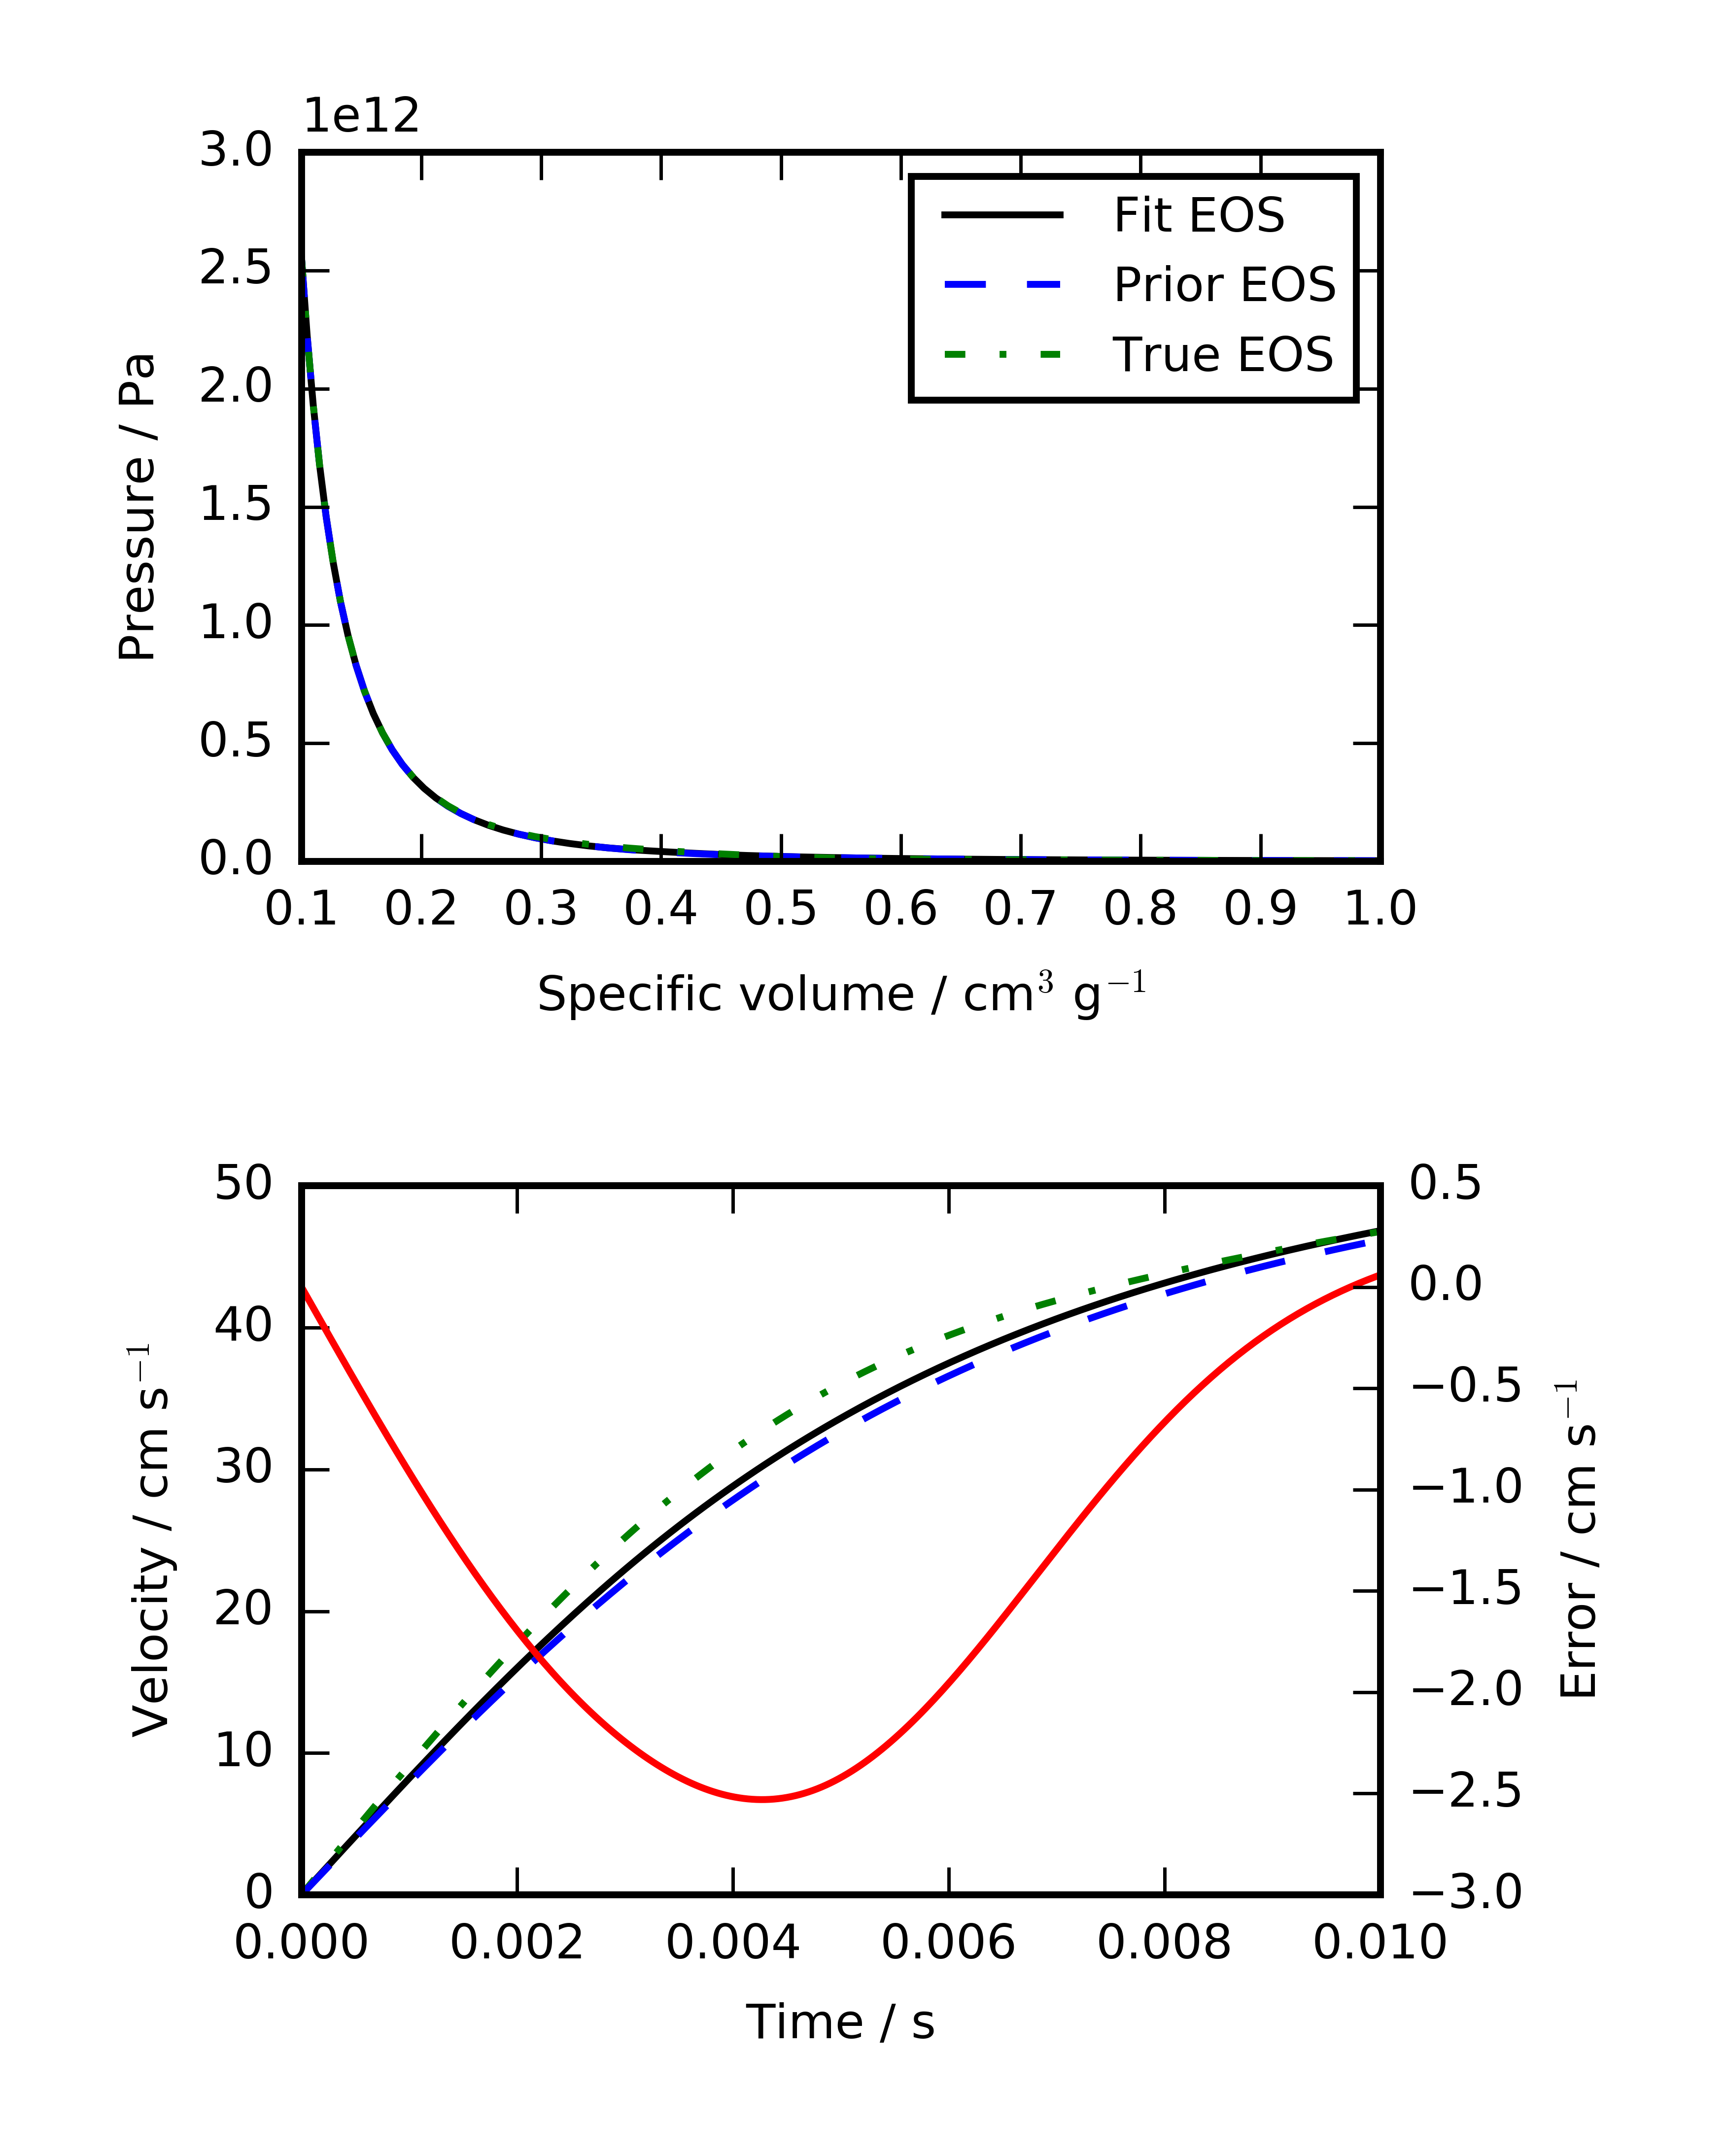 1e12
3.0
2.5
2.0
1.5
1.0
0.5
0.0
Pressure / Pa
Fit EOS
Prior EOS
True EOS
0.1 0.2 0.3 0.4 0.5 0.6 0.7 0.8 0.9 1.0
Specific volume / cm³ g⁻¹
50
40
30
20
10
0
Velocity / cm s⁻¹
0.5
0.0
−0.5
−1.0
−1.5
−2.0
−2.5
−3.0
Error / cm s⁻¹
0.000 0.002 0.004 0.006 0.008 0.010
Time / s